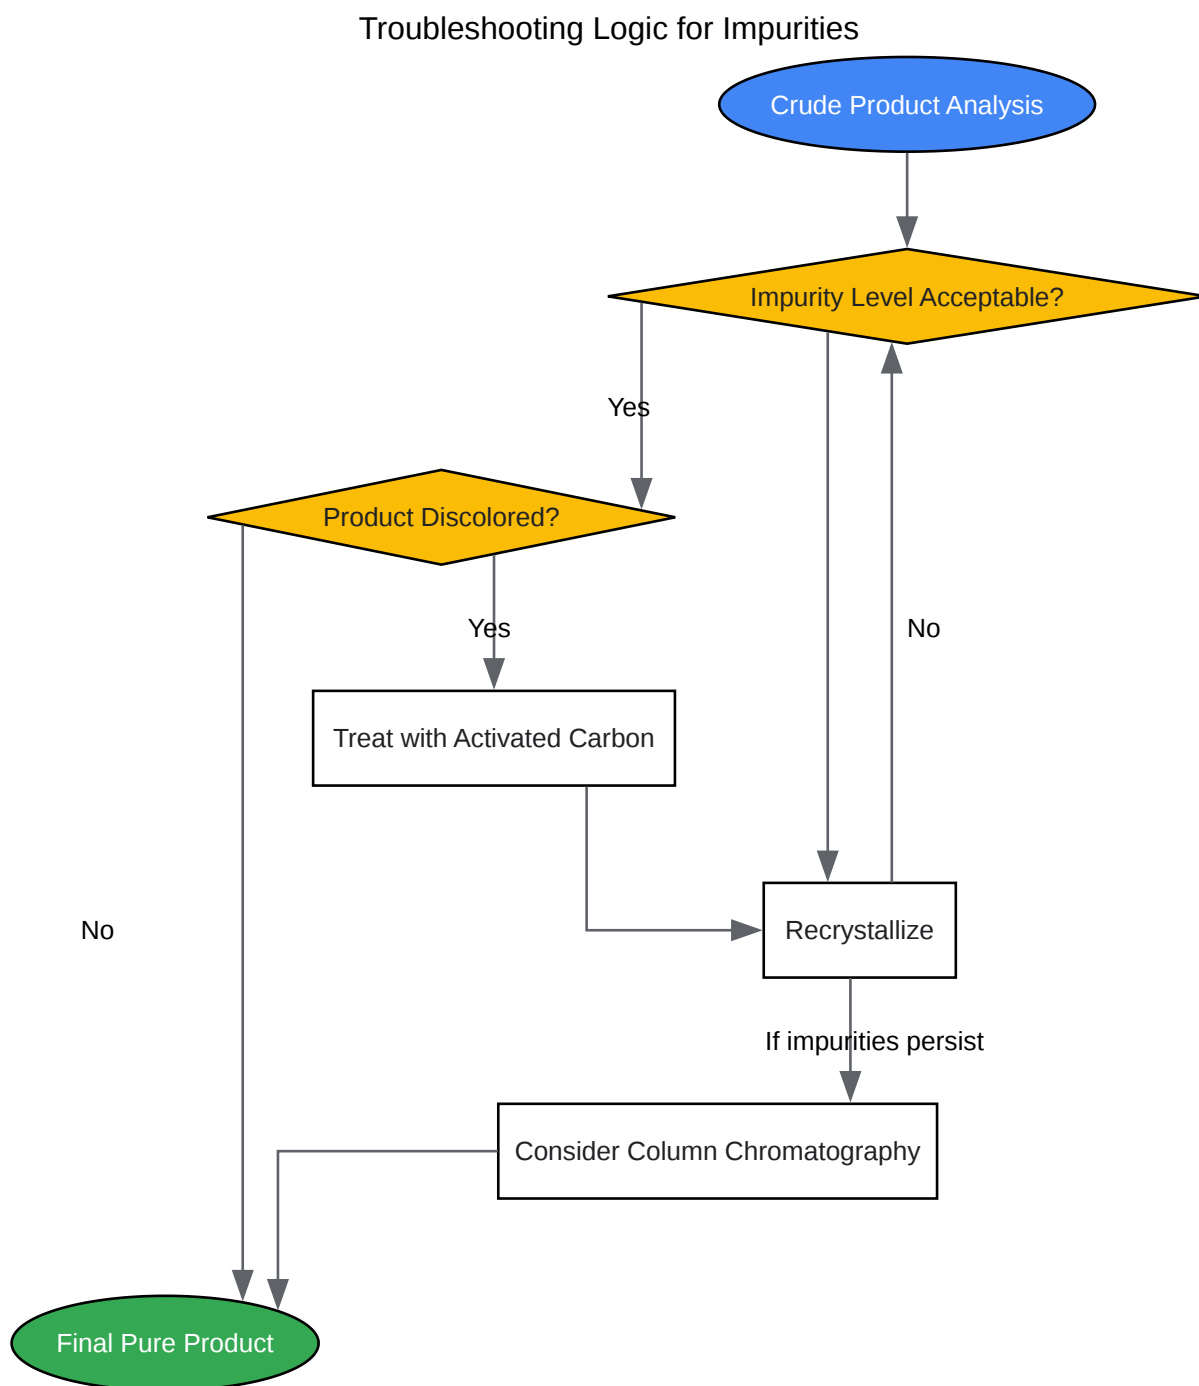 Troubleshooting Logic for Impurities
Crude Product Analysis
Impurity Level Acceptable?
Yes
Product Discolored?
Yes
No
Treat with Activated Carbon
No
Recrystallize
If impurities persist
Consider Column Chromatography
Final Pure Product